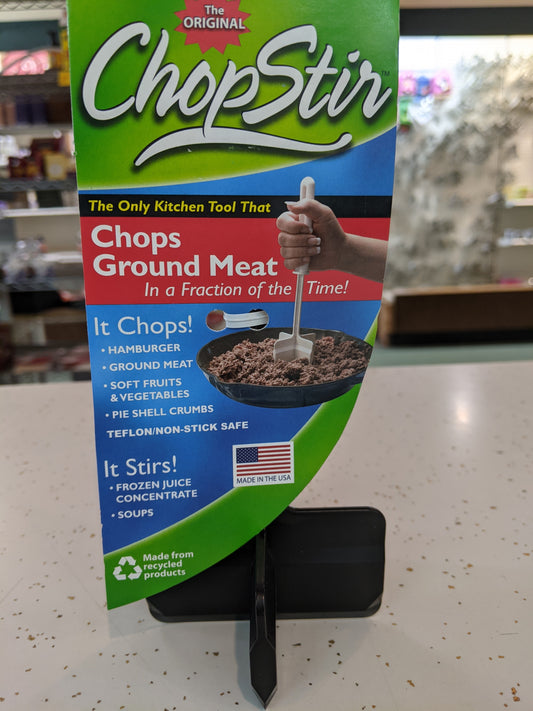 The
ORIGINAL
ChopStir™
The Only Kitchen Tool That
Chops
Ground Meat
In a Fraction of the Time!
It Chops!
• HAMBURGER
• GROUND MEAT
• SOFT FRUITS
& VEGETABLES
• PIE SHELL CRUMBS
TEFLON/NON-STICK SAFE
It Stirs!
• FROZEN JUICE
CONCENTRATE
• SOUPS
MADE IN THE USA
Made from
recycled
products